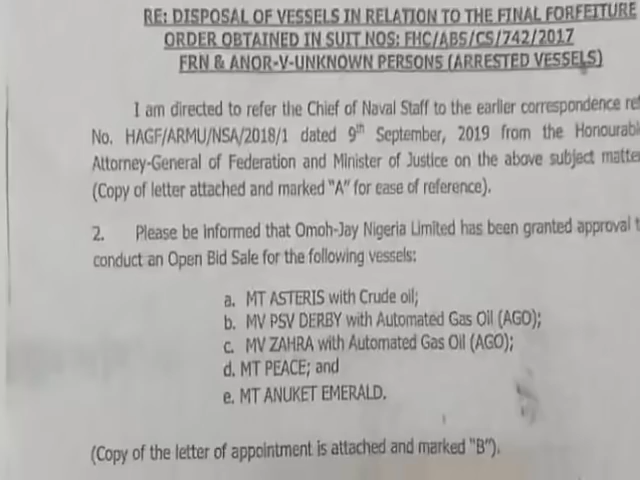 RE: DISPOSAL OF VESSELS IN RELATION TO THE FINAL FORFEITURE
ORDER OBTAINED IN SUIT NOS: FHC/ABS/CS/742/2017
FRN & ANOR-V-UNKNOWN PERSONS (ARRESTED VESSELS)
I am directed to refer the Chief of Naval Staff to the earlier correspondence ref
No. HAGF/ARMU/NSA/2018/1 dated 9th September, 2019 from the Honourabl
Attorney-General of Federation and Minister of Justice on the above subject matte
(Copy of letter attached and marked "A" for ease of reference).
2. Please be informed that Omoh-Jay Nigeria Limited has been granted approval t
conduct an Open Bid Sale for the following vessels:
a. MT ASTERIS with Crude oil;
b. MV PSV DERBY with Automated Gas Oil (AGO);
c. MV ZAHRA with Automated Gas Oil (AGO);
d. MT PEACE; and
e. MT ANUKET EMERALD.
(Copy of the letter of appointment is attached and marked "B").